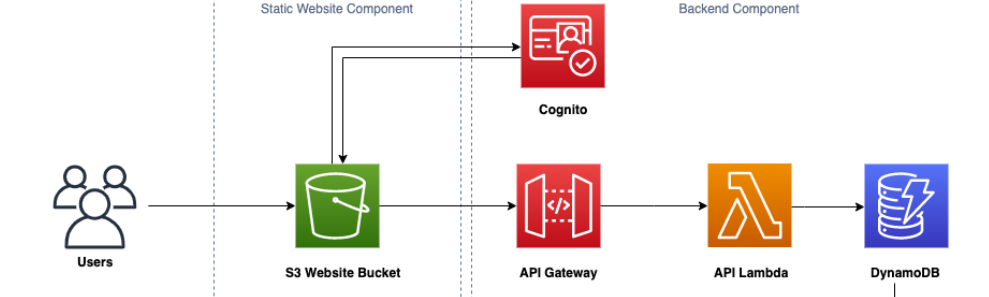 Static Website Component
Backend Component
Cognito
Users
S3 Website Bucket
</>
API Gateway
API Lambda
DynamoDB